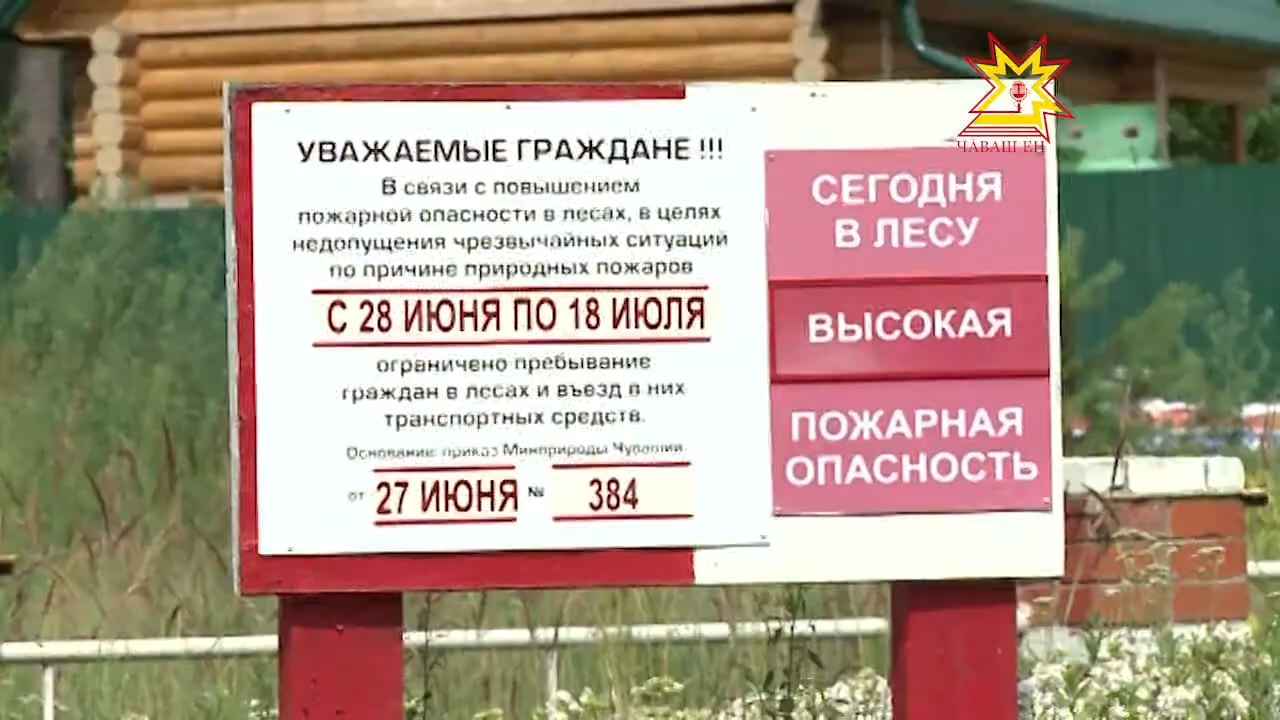 УВАЖАЕМЫЕ ГРАЖДАНЕ !!!
В связи с повышением
пожарной опасности в лесах, в целях
недопущения чрезвычайных ситуаций
по причине природных пожаров
С 28 ИЮНЯ ПО 18 ИЮЛЯ
ограничено пребывание
граждан в лесах и въезд в них
транспортных средств.
Основание: приказ Минприроды Чувашии
от 27 ИЮНЯ № 384
СЕГОДНЯ
В ЛЕСУ
ВЫСОКАЯ
ПОЖАРНАЯ
ОПАСНОСТЬ
ЧĂВАШ ЕН